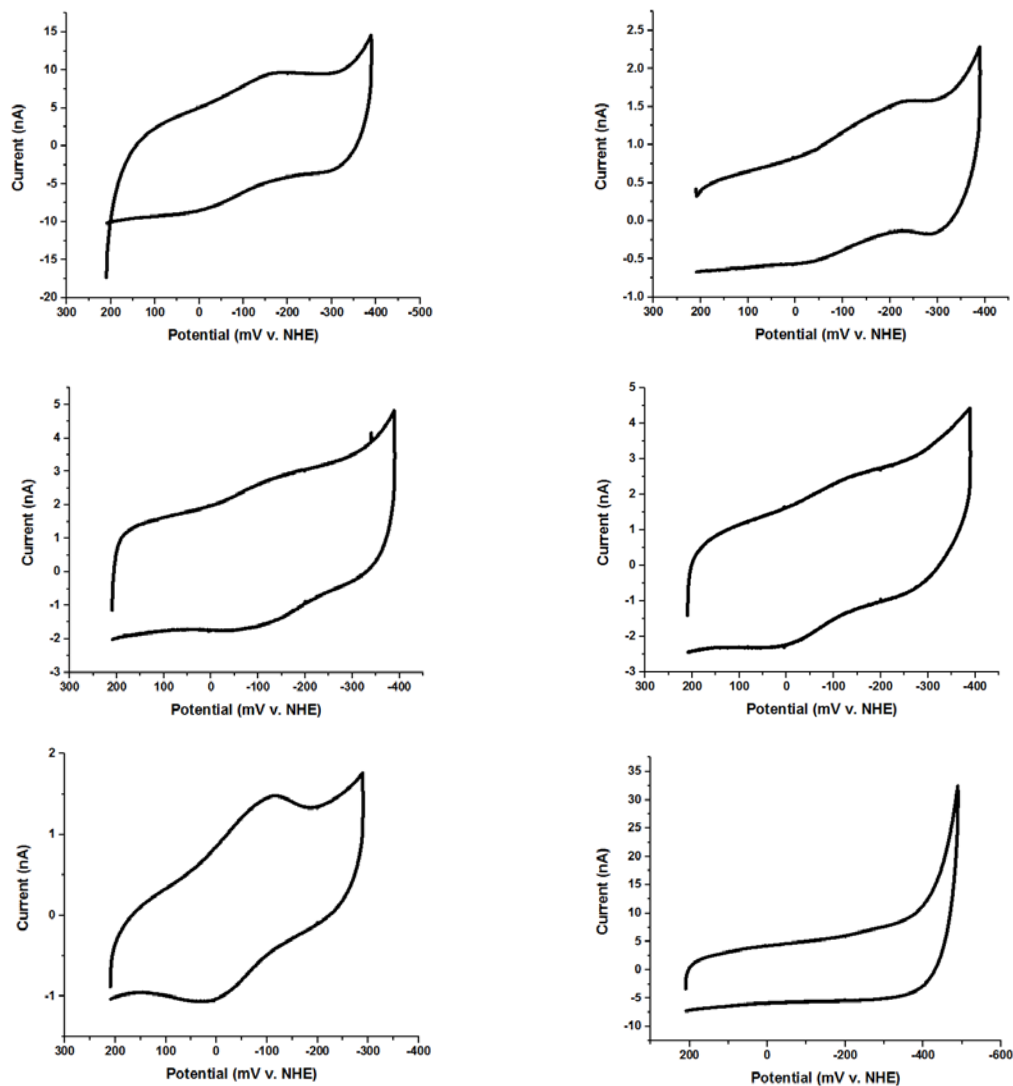 Current (nA)
15
10
5
0
-5
-10
-15
-20
300 200 100 0 -100 -200 -300 -400 -500
Potential (mV v. NHE)
Current (nA)
2.5
2.0
1.5
1.0
0.5
0.0
-0.5
-1.0
300 200 100 0 -100 -200 -300 -400
Potential (mV v. NHE)
Current (nA)
5
4
3
2
1
0
-1
-2
-3
300 200 100 0 -100 -200 -300 -400
Potential (mV v. NHE)
Current (nA)
5
4
3
2
1
0
-1
-2
-3
300 200 100 0 -100 -200 -300 -400
Potential (mV v. NHE)
Current (nA)
2
1
0
-1
300 200 100 0 -100 -200 -300 -400
Potential (mV v. NHE)
Current (nA)
35
30
25
20
15
10
5
0
-5
-10
200 0 -200 -400 -600
Potential (mV v. NHE)